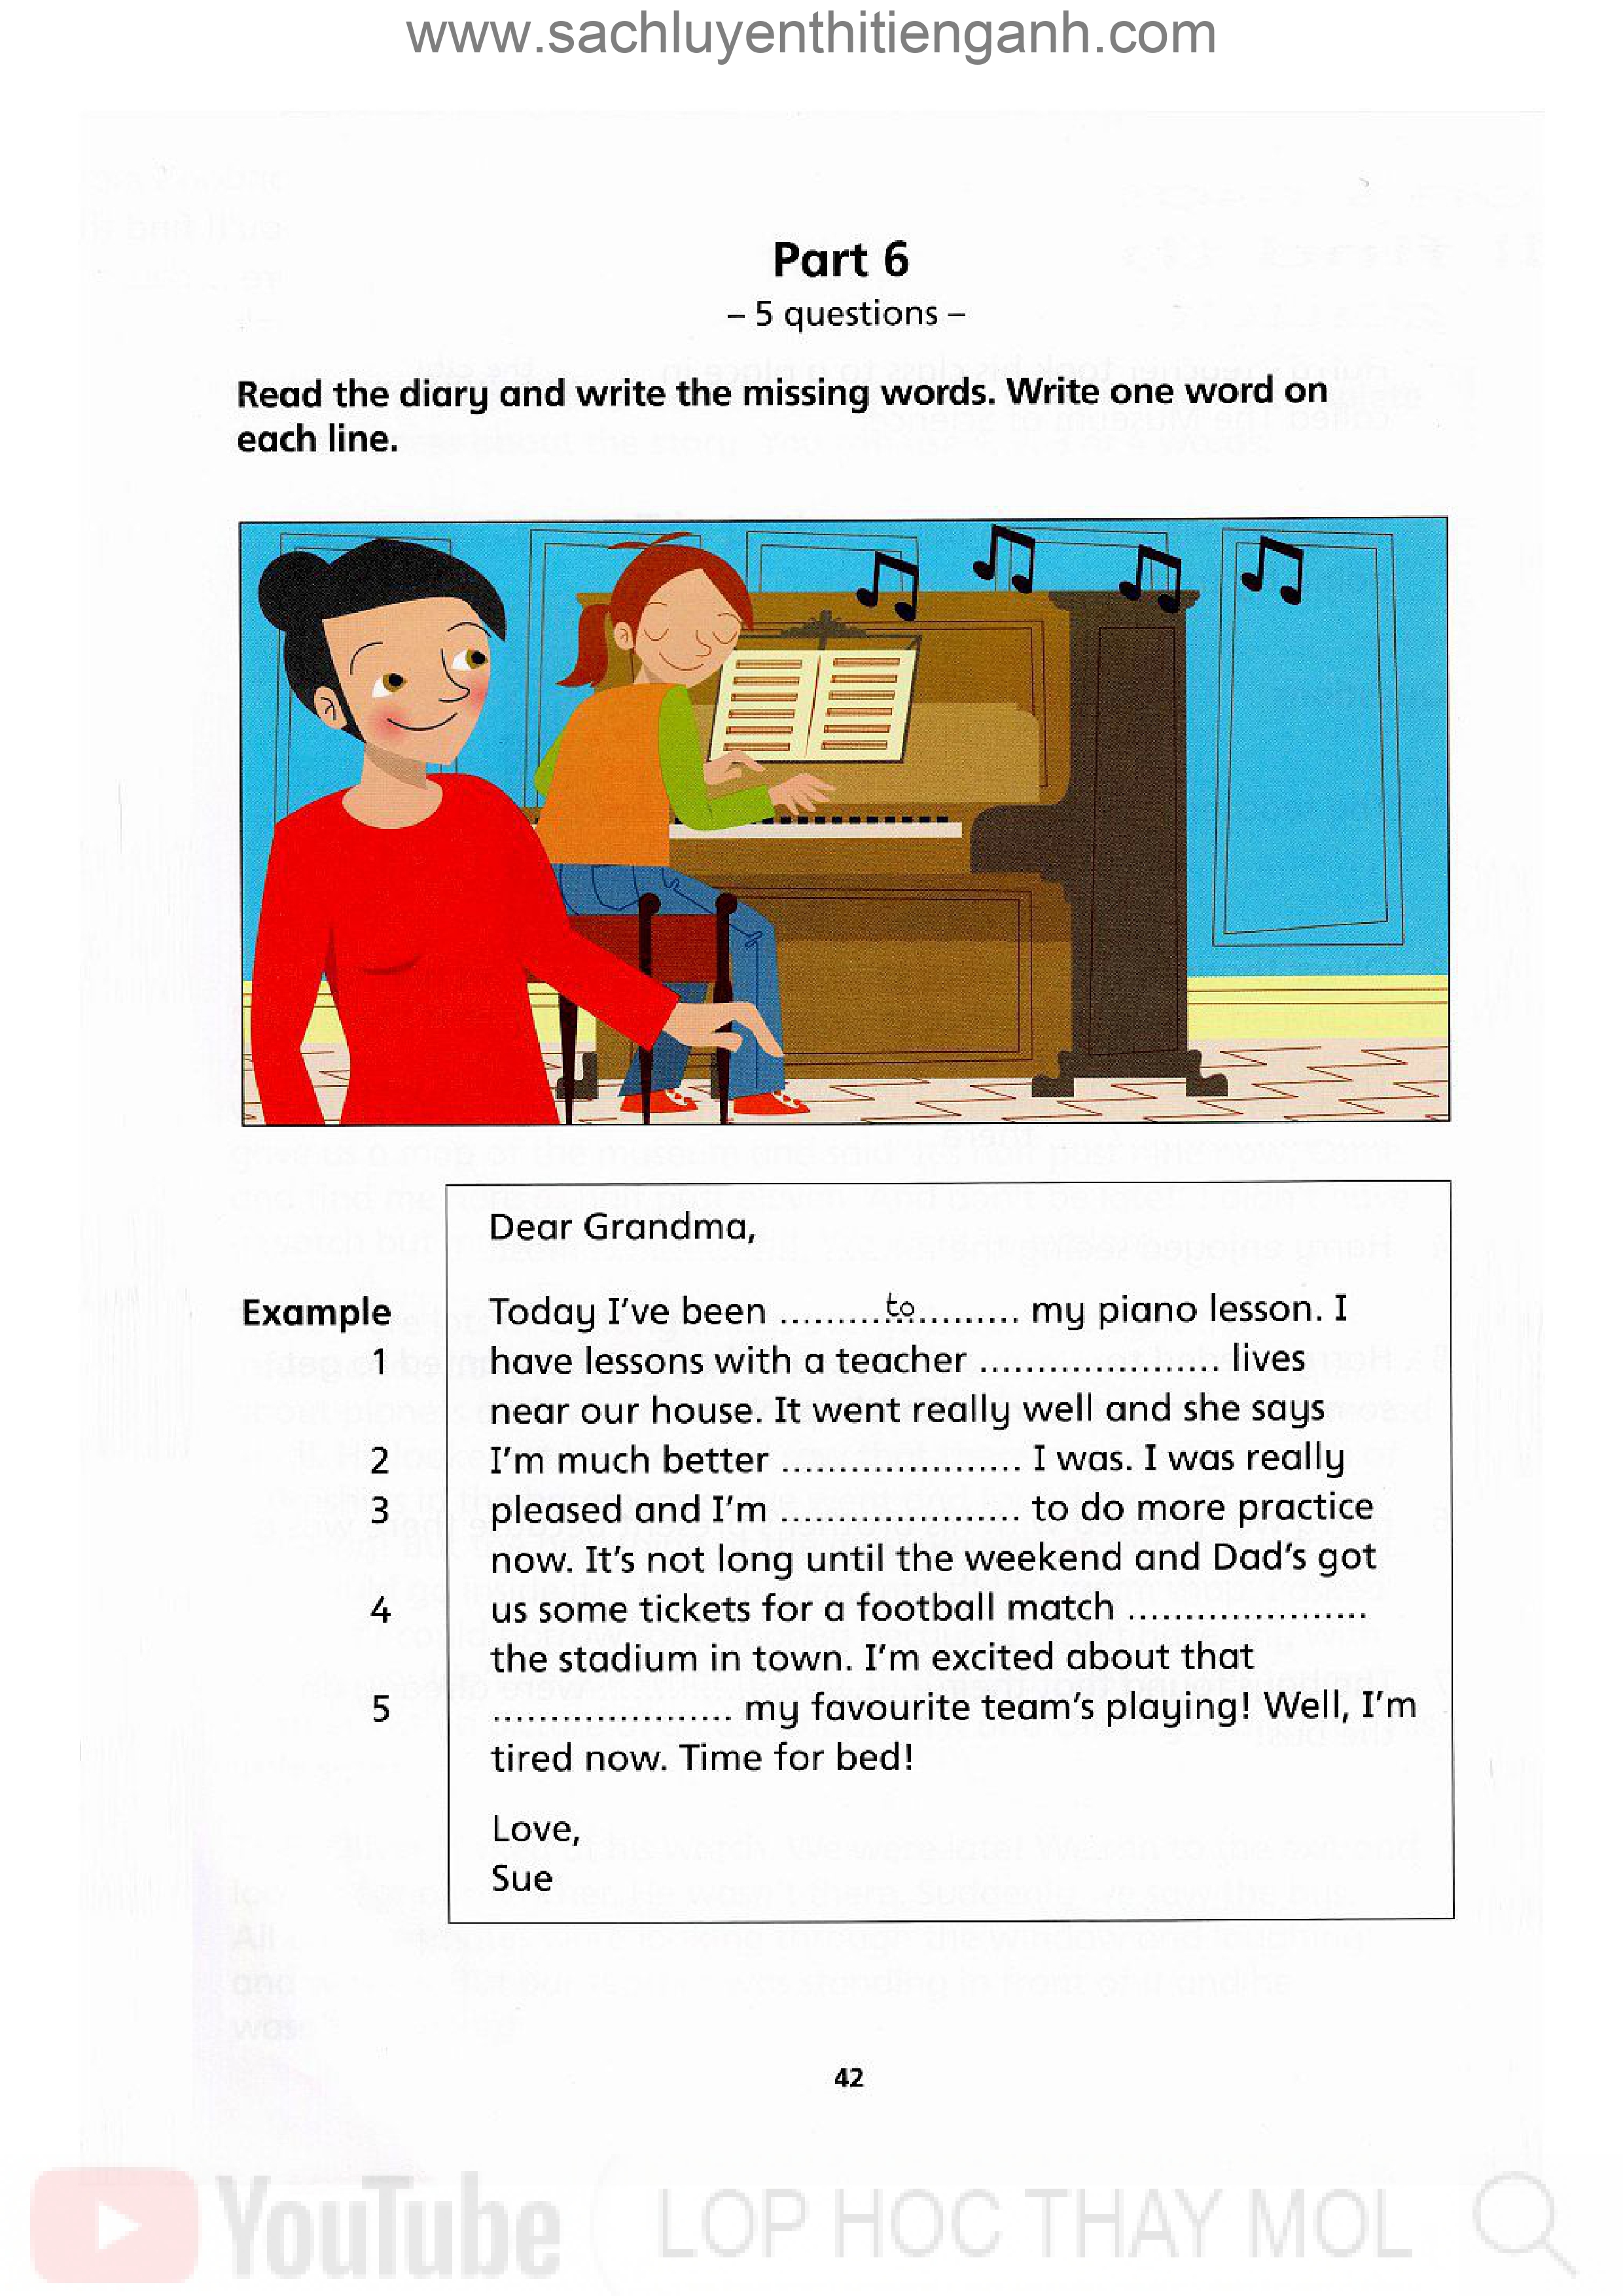 www.sachluyenthitienganh.com
Part 6
– 5 questions –
Read the diary and write the missing words. Write one word on
each line.
Dear Grandma,
Example Today I've been ..........to.......... my piano lesson. I
1 have lessons with a teacher ..................... lives
near our house. It went really well and she says
2 I'm much better ..................... I was. I was really
3 pleased and I'm ..................... to do more practice
now. It's not long until the weekend and Dad's got
4 us some tickets for a football match .....................
the stadium in town. I'm excited about that
5 ..................... my favourite team's playing! Well, I'm
tired now. Time for bed!
Love,
Sue
42
YouTube LOP HOC THAY MOL